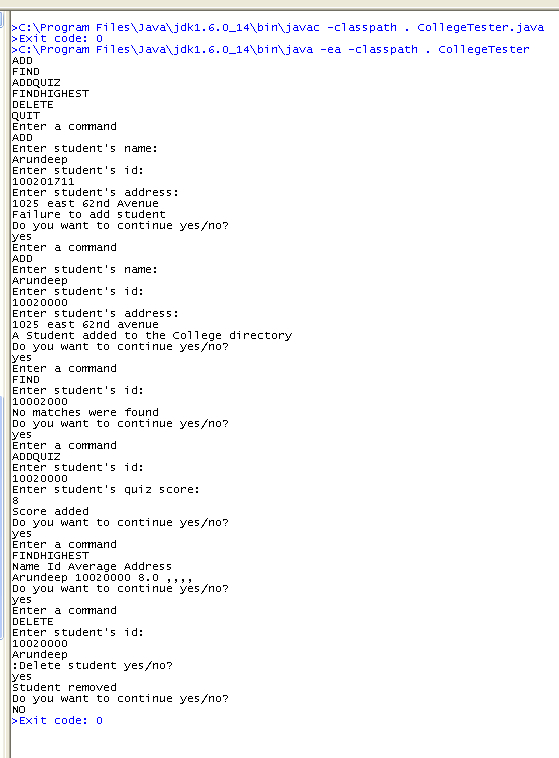 >C:\Program Files\Java\jdk1.6.0_14\bin\javac -classpath . CollegeTester.java
>Exit code: 0
>C:\Program Files\Java\jdk1.6.0_14\bin\java -ea -classpath . CollegeTester
ADD
FIND
ADDQUIZ
FINDHIGHEST
DELETE
QUIT
Enter a command
ADD
Enter student's name:
Arundeep
Enter student's id:
100201711
Enter student's address:
1025 east 62nd Avenue
Failure to add student
Do you want to continue yes/no?
yes
Enter a command
ADD
Enter student's name:
Arundeep
Enter student's id:
10020000
Enter student's address:
1025 east 62nd avenue
A Student added to the College directory
Do you want to continue yes/no?
yes
Enter a command
FIND
Enter student's id:
10002000
No matches were found
Do you want to continue yes/no?
yes
Enter a command
ADDQUIZ
Enter student's id:
10020000
Enter student's quiz score:
8
Score added
Do you want to continue yes/no?
yes
Enter a command
FINDHIGHEST
Name Id Average Address
Arundeep 10020000 8.0 ,,,,
Do you want to continue yes/no?
yes
Enter a command
DELETE
Enter student's id:
10020000
Arundeep
:Delete student yes/no?
yes
Student removed
Do you want to continue yes/no?
NO
>Exit code: 0